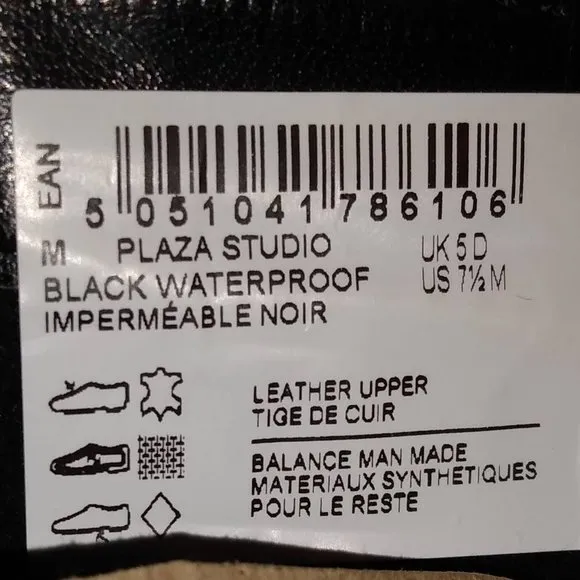 EAN
5 051041 786106
M PLAZA STUDIO UK 5 D
BLACK WATERPROOF US 7½ M
IMPERMÉABLE NOIR
LEATHER UPPER
TIGE DE CUIR
BALANCE MAN MADE
MATERIAUX SYNTHETIQUES
POUR LE RESTE